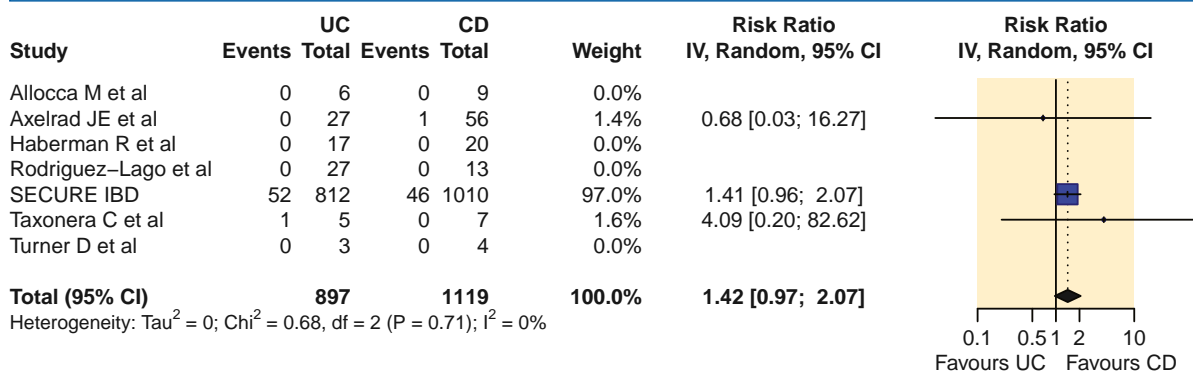 UC CD Risk Ratio Risk Ratio
Study Events Total Events Total Weight IV, Random, 95% CI IV, Random, 95% CI
Allocca M et al 0 6 0 9 0.0%
Axelrad JE et al 0 27 1 56 1.4% 0.68 [0.03; 16.27]
Haberman R et al 0 17 0 20 0.0%
Rodriguez−Lago et al 0 27 0 13 0.0%
SECURE IBD 52 812 46 1010 97.0% 1.41 [0.96; 2.07]
Taxonera C et al 1 5 0 7 1.6% 4.09 [0.20; 82.62]
Turner D et al 0 3 0 4 0.0%
Total (95% CI) 897 1119 100.0% 1.42 [0.97; 2.07]
Heterogeneity: Tau² = 0; Chi² = 0.68, df = 2 (P = 0.71); I² = 0%
0.1 0.5 1 2 10
Favours UC Favours CD